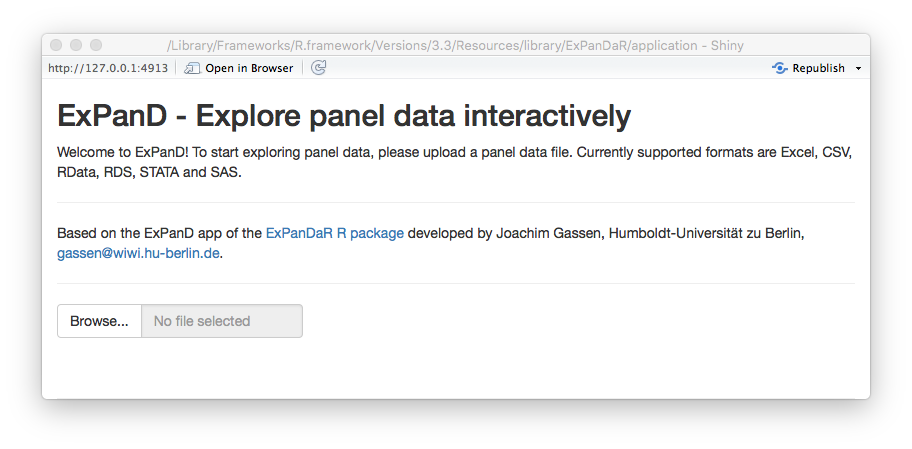 /Library/Frameworks/R.framework/Versions/3.3/Resources/library/ExPanDaR/application - Shiny
http://127.0.0.1:4913 Open in Browser Republish
ExPanD - Explore panel data interactively
Welcome to ExPanD! To start exploring panel data, please upload a panel data file. Currently supported formats are Excel, CSV,
RData, RDS, STATA and SAS.
Based on the ExPanD app of the ExPanDaR R package developed by Joachim Gassen, Humboldt-Universität zu Berlin,
gassen@wiwi.hu-berlin.de.
Browse... No file selected